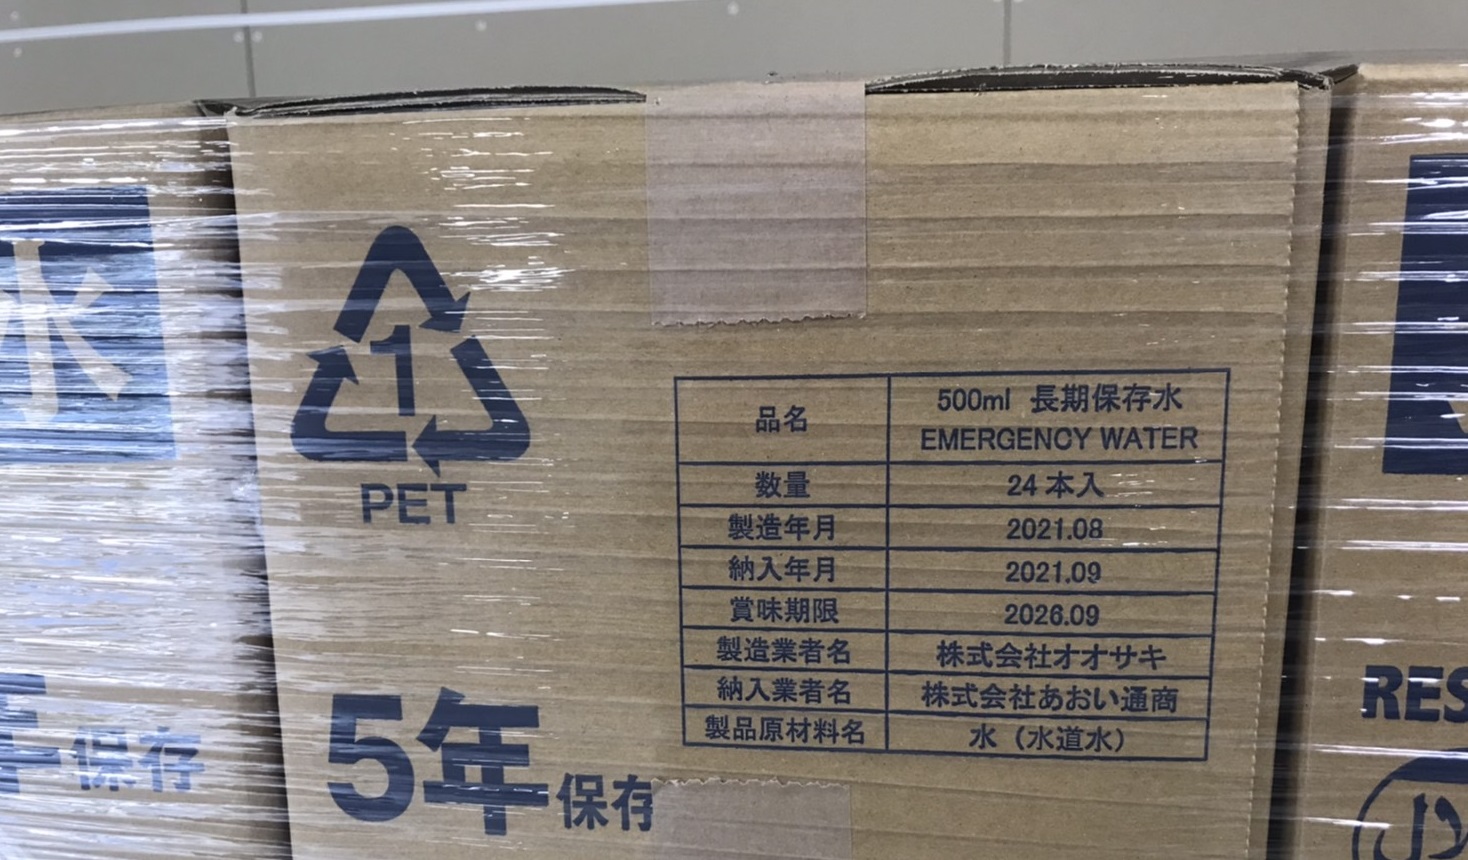 水
年保存
1
PET
5年保存
品名 500ml 長期保存水
EMERGENCY WATER
数量 24本入
製造年月 2021.08
納入年月 2021.09
賞味期限 2026.09
製造業者名 株式会社オオサキ
納入業者名 株式会社あおい通商
製品原材料名 水（水道水）
RES